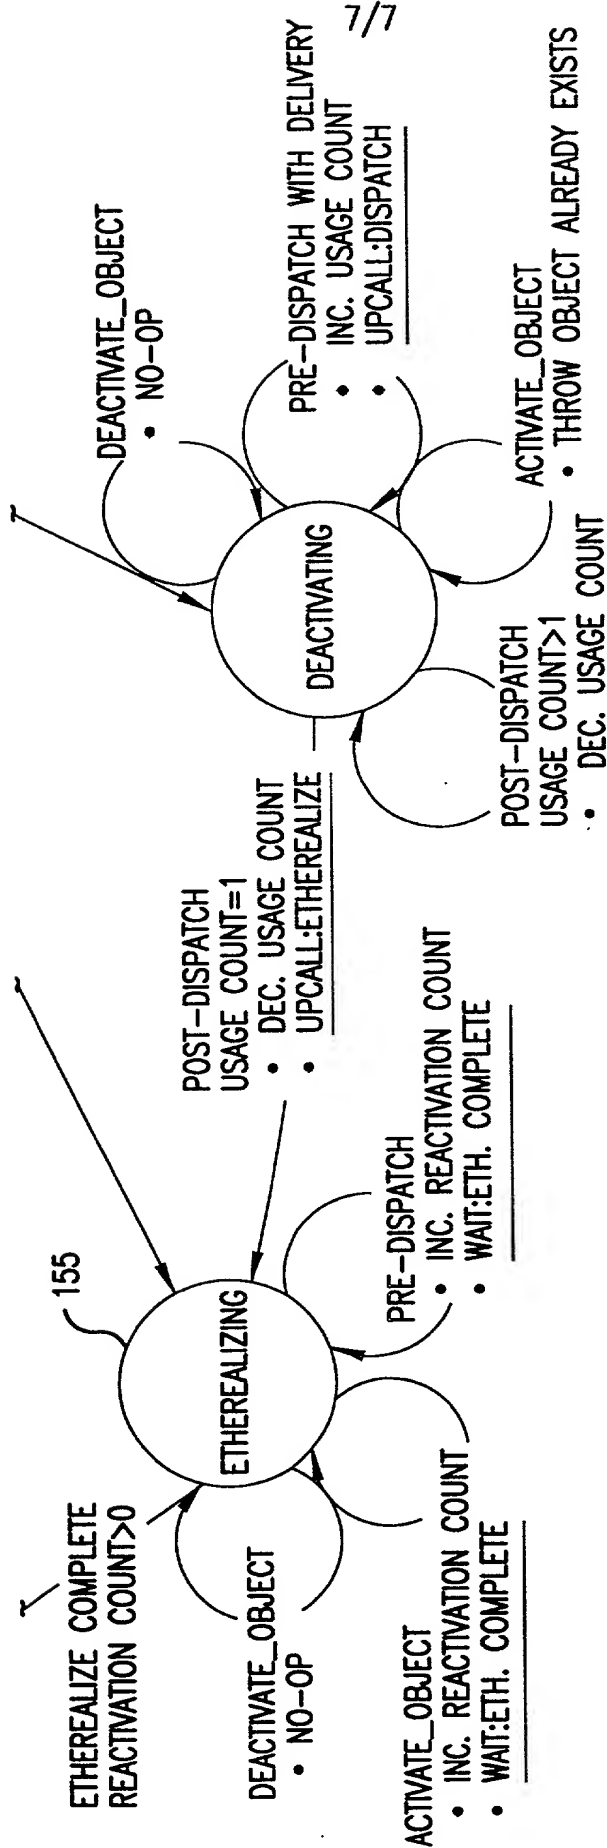 7/7
155
ETHEREALIZE COMPLETE
REACTIVATION COUNT>0
ETHEREALIZING
DEACTIVATE_OBJECT
• NO-OP
ACTIVATE_OBJECT
• INC. REACTIVATION COUNT
• WAIT:ETH. COMPLETE
PRE-DISPATCH
• INC. REACTIVATION COUNT
• WAIT:ETH. COMPLETE
POST-DISPATCH
USAGE COUNT=1
• DEC. USAGE COUNT
• UPCALL:ETHEREALIZE
DEACTIVATING
DEACTIVATE_OBJECT
• NO-OP
PRE-DISPATCH WITH DELIVERY
• INC. USAGE COUNT
• UPCALL:DISPATCH
ACTIVATE_OBJECT
• THROW OBJECT ALREADY EXISTS
POST-DISPATCH
USAGE COUNT>1
• DEC. USAGE COUNT